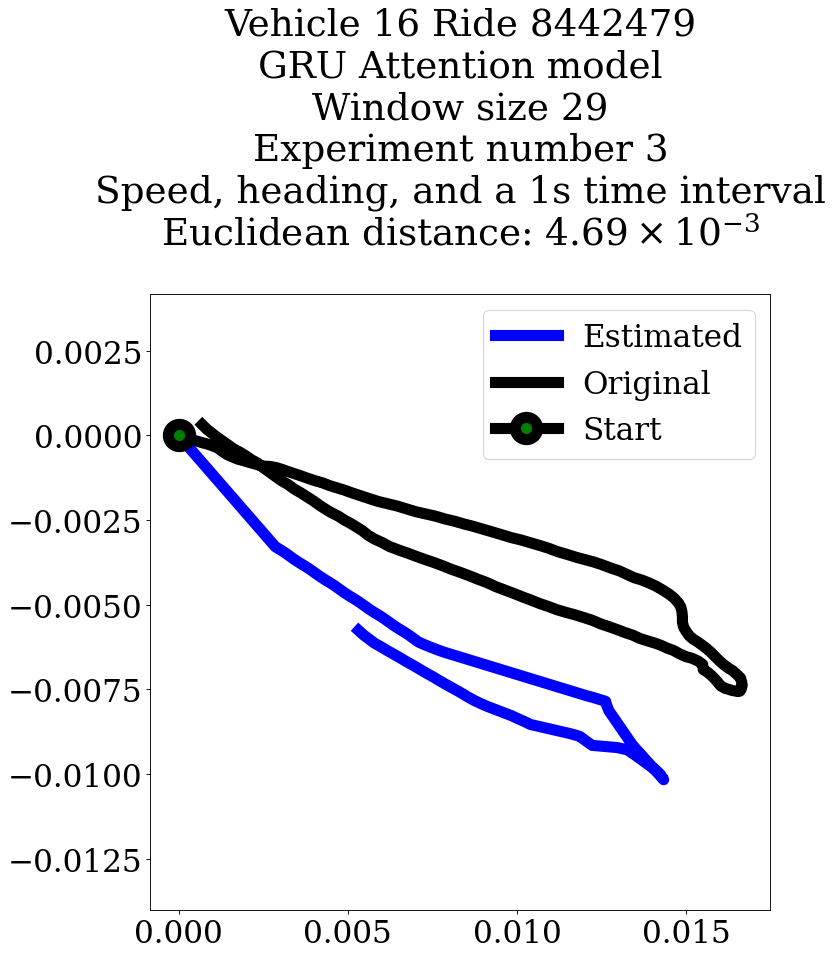 Vehicle 16 Ride 8442479
GRU Attention model
Window size 29
Experiment number 3
Speed, heading, and a 1s time interval
Euclidean distance: 4.69 × 10⁻³
Estimated
Original
Start
0.0025
0.0000
−0.0025
−0.0050
−0.0075
−0.0100
−0.0125
0.000 0.005 0.010 0.015